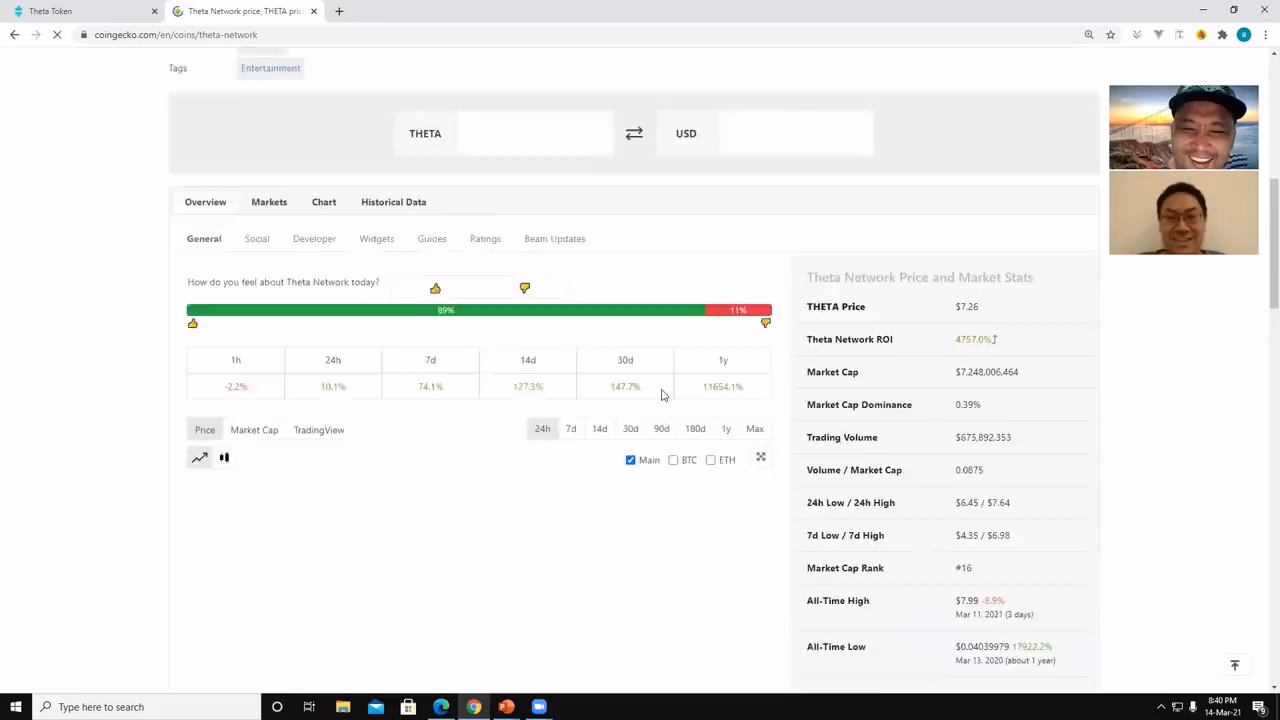 Theta Token
Theta Network price, THETA pric
coingecko.com/en/coins/theta-network
Tags
Entertainment
THETA
USD
Overview
Markets
Chart
Historical Data
General
Social
Developer
Widgets
Guides
Ratings
Beam Updates
How do you feel about Theta Network today?
89%
11%
1h
24h
7d
14d
30d
1y
-2.2%
10.1%
74.1%
127.3%
147.7%
11654.1%
Price
Market Cap
TradingView
24h
7d
14d
30d
90d
180d
1y
Max
Main
BTC
ETH
Theta Network Price and Market Stats
THETA Price
$7.26
Theta Network ROI
4757.0%
Market Cap
$7,248,006,464
Market Cap Dominance
0.39%
Trading Volume
$675,892,353
Volume / Market Cap
0.0875
24h Low / 24h High
$6.45 / $7.64
7d Low / 7d High
$4.35 / $6.98
Market Cap Rank
#16
All-Time High
$7.99 -8.9%
Mar 11, 2021 (3 days)
All-Time Low
$0.04039979 17922.2%
Mar 13, 2020 (about 1 year)
Type here to search
8:40 PM
14-Mar-21